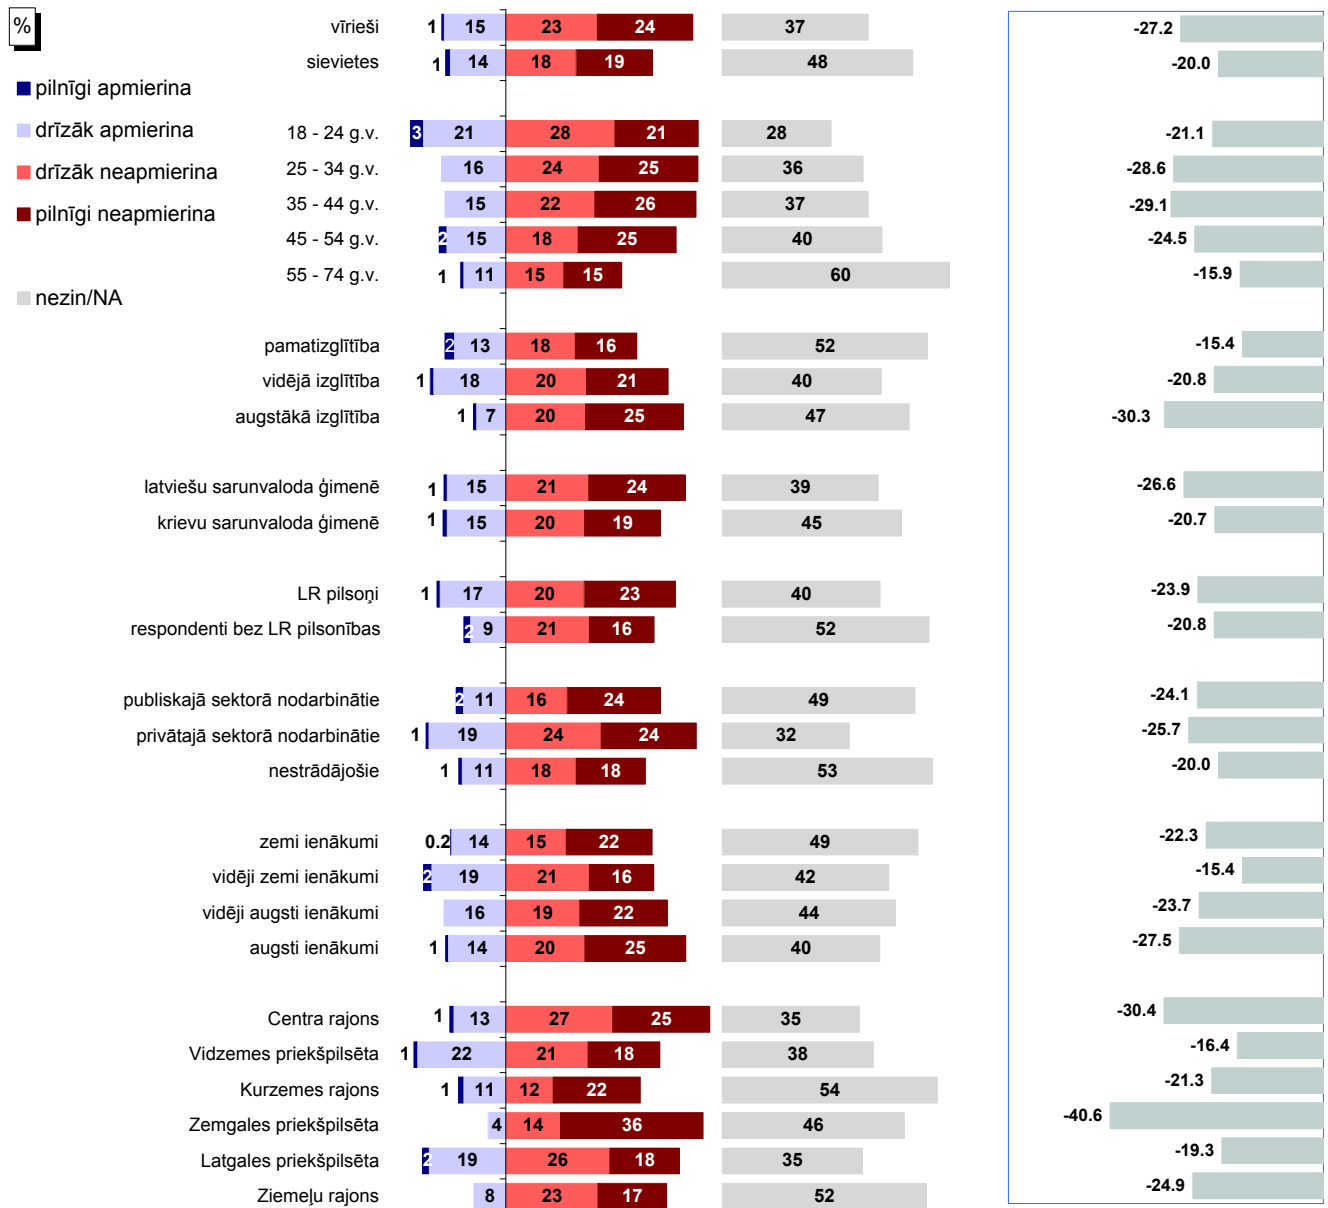 %
pilnīgi apmierina
drīzāk apmierina
drīzāk neapmierina
pilnīgi neapmierina
nezin/NA
vīrieši 1 15 23 24 37 -27.2
sievietes 1 14 18 19 48 -20.0
18 - 24 g.v. 3 21 28 21 28 -21.1
25 - 34 g.v. 16 24 25 36 -28.6
35 - 44 g.v. 15 22 26 37 -29.1
45 - 54 g.v. 2 15 18 25 40 -24.5
55 - 74 g.v. 1 11 15 15 60 -15.9
pamatizglītība 2 13 18 16 52 -15.4
vidējā izglītība 1 18 20 21 40 -20.8
augstākā izglītība 1 7 20 25 47 -30.3
latviešu sarunvaloda ģimenē 1 15 21 24 39 -26.6
krievu sarunvaloda ģimenē 1 15 20 19 45 -20.7
LR pilsoņi 1 17 20 23 40 -23.9
respondenti bez LR pilsonības 2 9 21 16 52 -20.8
publiskajā sektorā nodarbinātie 2 11 16 24 49 -24.1
privātajā sektorā nodarbinātie 1 19 24 24 32 -25.7
nestrādājošie 1 11 18 18 53 -20.0
zemi ienākumi 0.2 14 15 22 49 -22.3
vidēji zemi ienākumi 2 19 21 16 42 -15.4
vidēji augsti ienākumi 16 19 22 44 -23.7
augsti ienākumi 1 14 20 25 40 -27.5
Centra rajons 1 13 27 25 35 -30.4
Vidzemes priekšpilsēta 1 22 21 18 38 -16.4
Kurzemes rajons 1 11 12 22 54 -21.3
Zemgales priekšpilsēta 4 14 36 46 -40.6
Latgales priekšpilsēta 2 19 26 18 35 -19.3
Ziemeļu rajons 8 23 17 52 -24.9